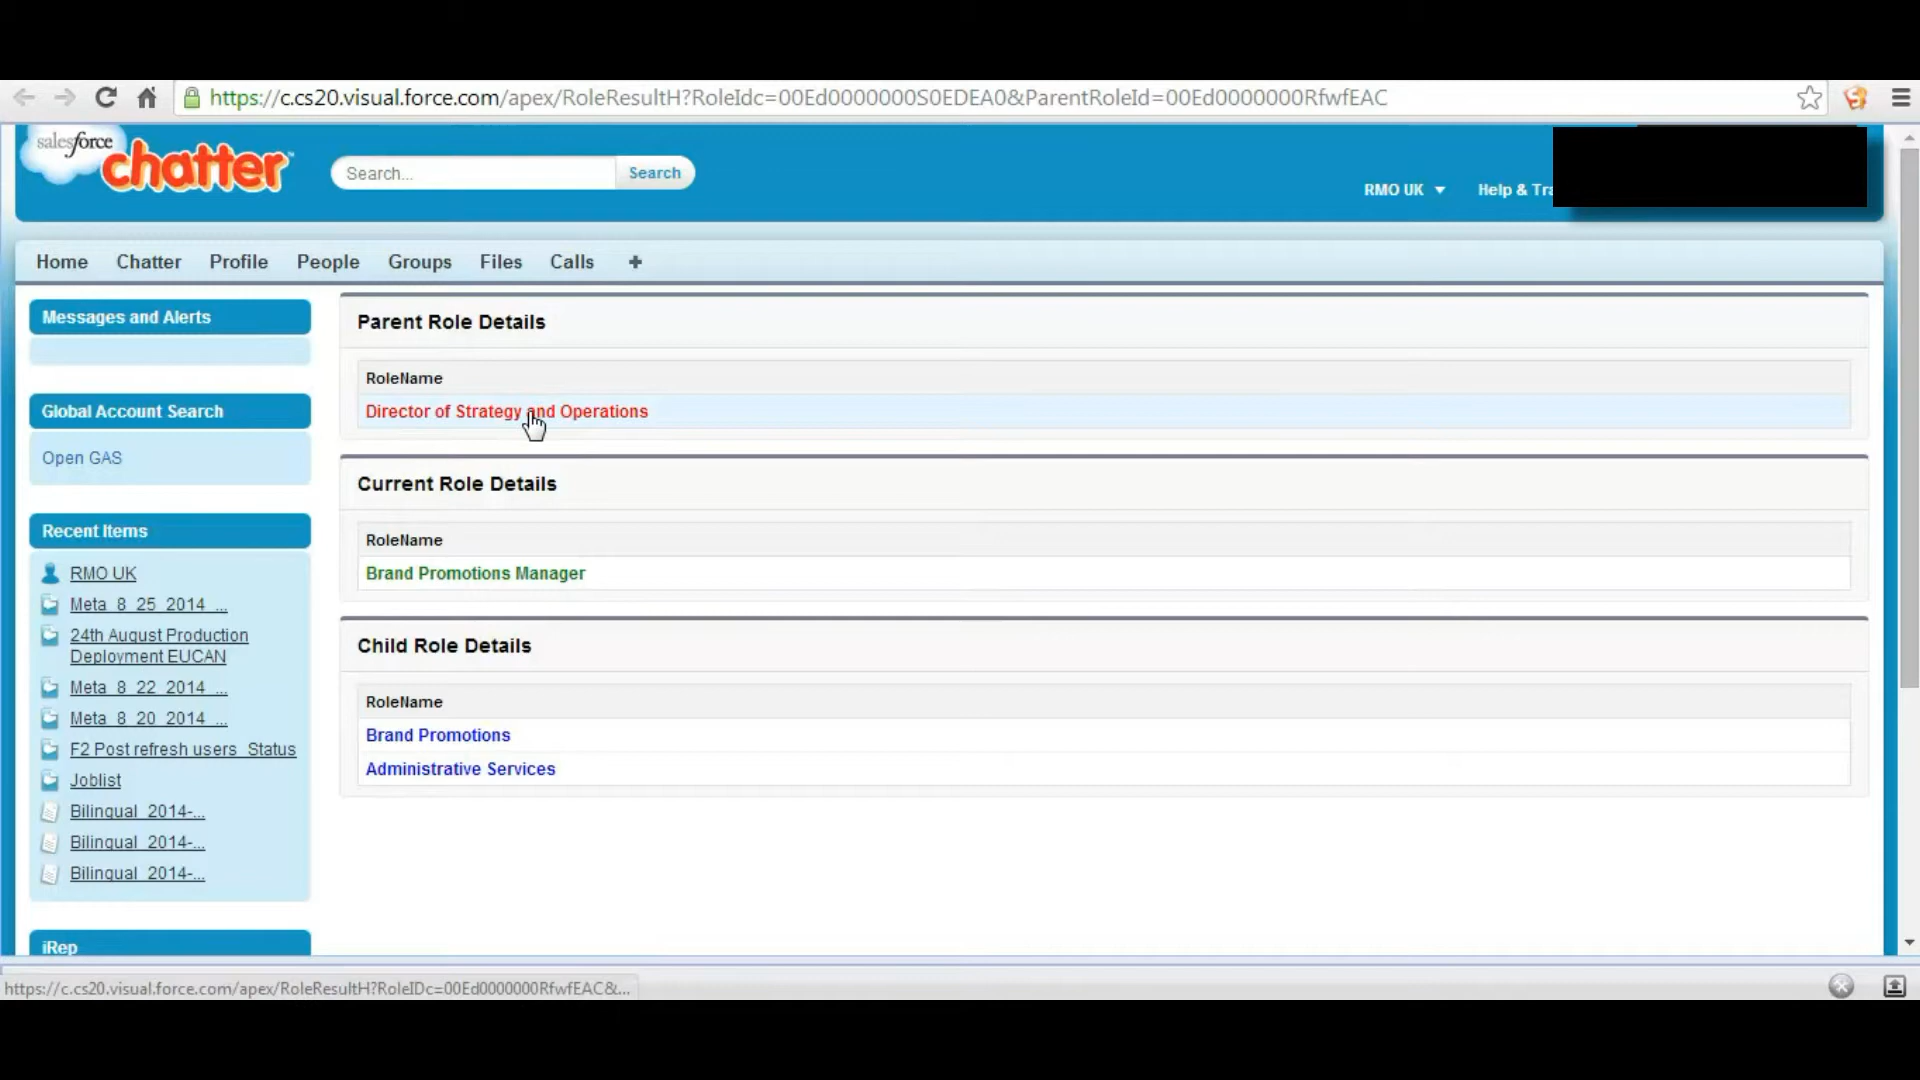 https://c.cs20.visual.force.com/apex/RoleResultH?RoleIdc=00Ed0000000S0EDEA0&ParentRoleId=00Ed0000000RfwfEAC
salesforce
chatter
Search...
Search
RMO UK
Help & Tra
Home
Chatter
Profile
People
Groups
Files
Calls
+
Messages and Alerts
Global Account Search
Open GAS
Recent Items
RMO UK
Meta_8_25_2014_...
24th August Production
Deployment EUCAN
Meta_8_22_2014_...
Meta_8_20_2014_...
F2 Post refresh users_Status
Joblist
Bilingual_2014-...
Bilingual_2014-...
Bilingual_2014-...
iRep
Parent Role Details
RoleName
Director of Strategy and Operations
Current Role Details
RoleName
Brand Promotions Manager
Child Role Details
RoleName
Brand Promotions
Administrative Services
https://c.cs20.visual.force.com/apex/RoleResultH?RoleIDc=00Ed0000000RfwfEAC&...